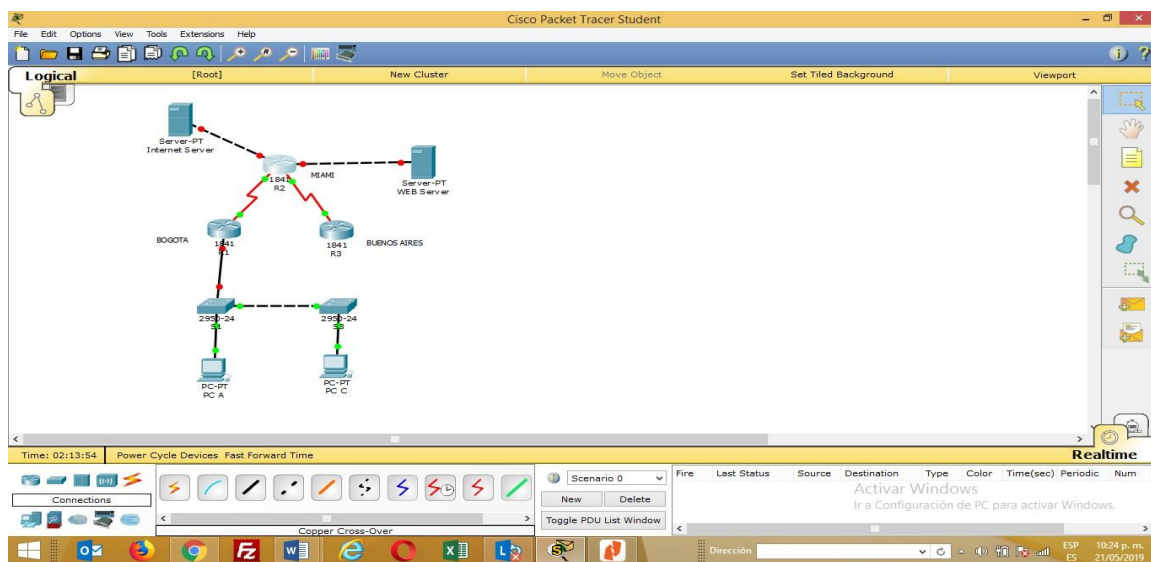 Cisco Packet Tracer Student
File Edit Options View Tools Extensions Help
Logical [Root] New Cluster Move Object Set Tiled Background Viewport
Server-PT
Internet Server
MIAMI
1841
R2
Server-PT
WEB Server
BOGOTA
1841
R1
1841
R3
BUENOS AIRES
2950-24
S1
2950-24
S3
PC-PT
PC A
PC-PT
PC C
Time: 02:13:54 Power Cycle Devices Fast Forward Time Realtime
Connections
Copper Cross-Over
Scenario 0
New Delete
Toggle PDU List Window
Fire Last Status Source Destination Type Color Time(sec) Periodic Num
Activar Windows
Ir a Configuración de PC para activar Windows.
Dirección
ESP
ES
10:24 p. m.
21/05/2019